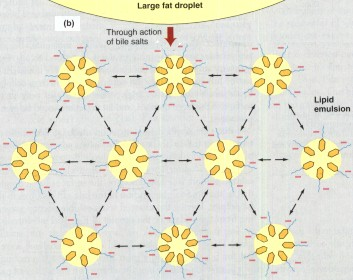 Large fat droplet
(b)
Through action
of bile salts
Lipid
emulsion